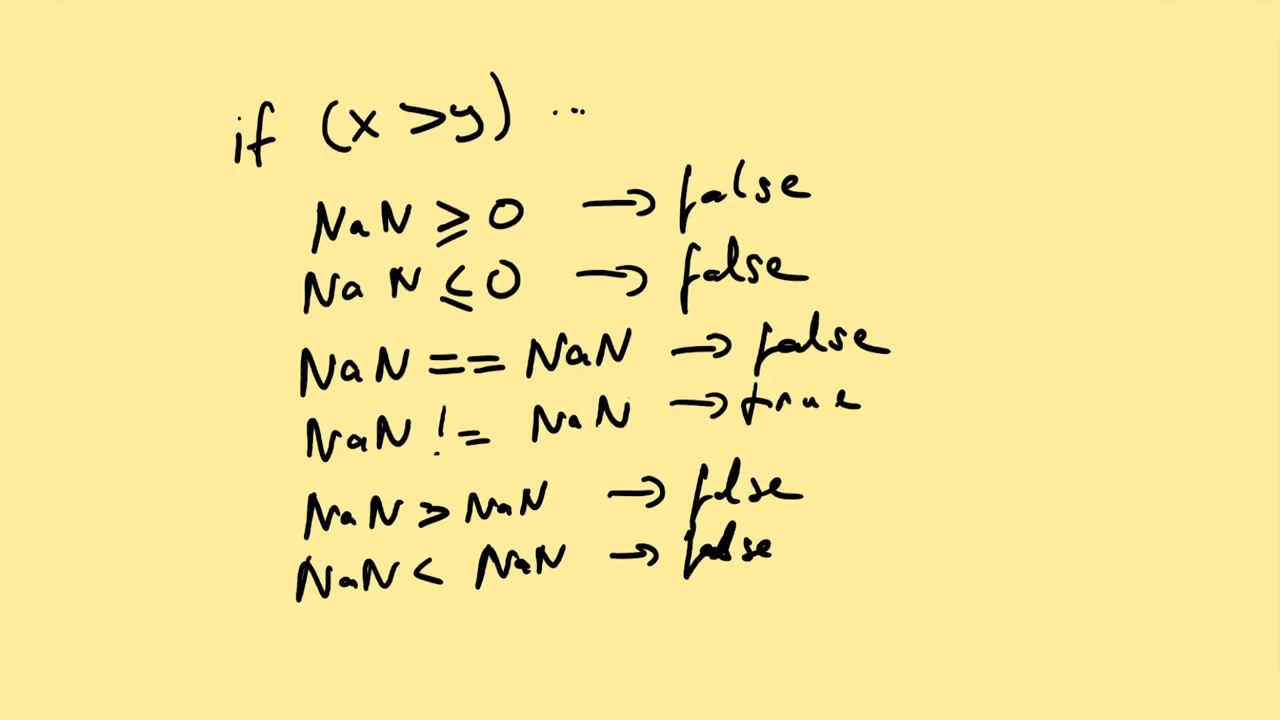 if (x > y) ...
NaN ≥ 0 → false
NaN ≤ 0 → false
NaN == NaN → false
NaN != NaN → true
NaN > NaN → false
NaN < NaN → false